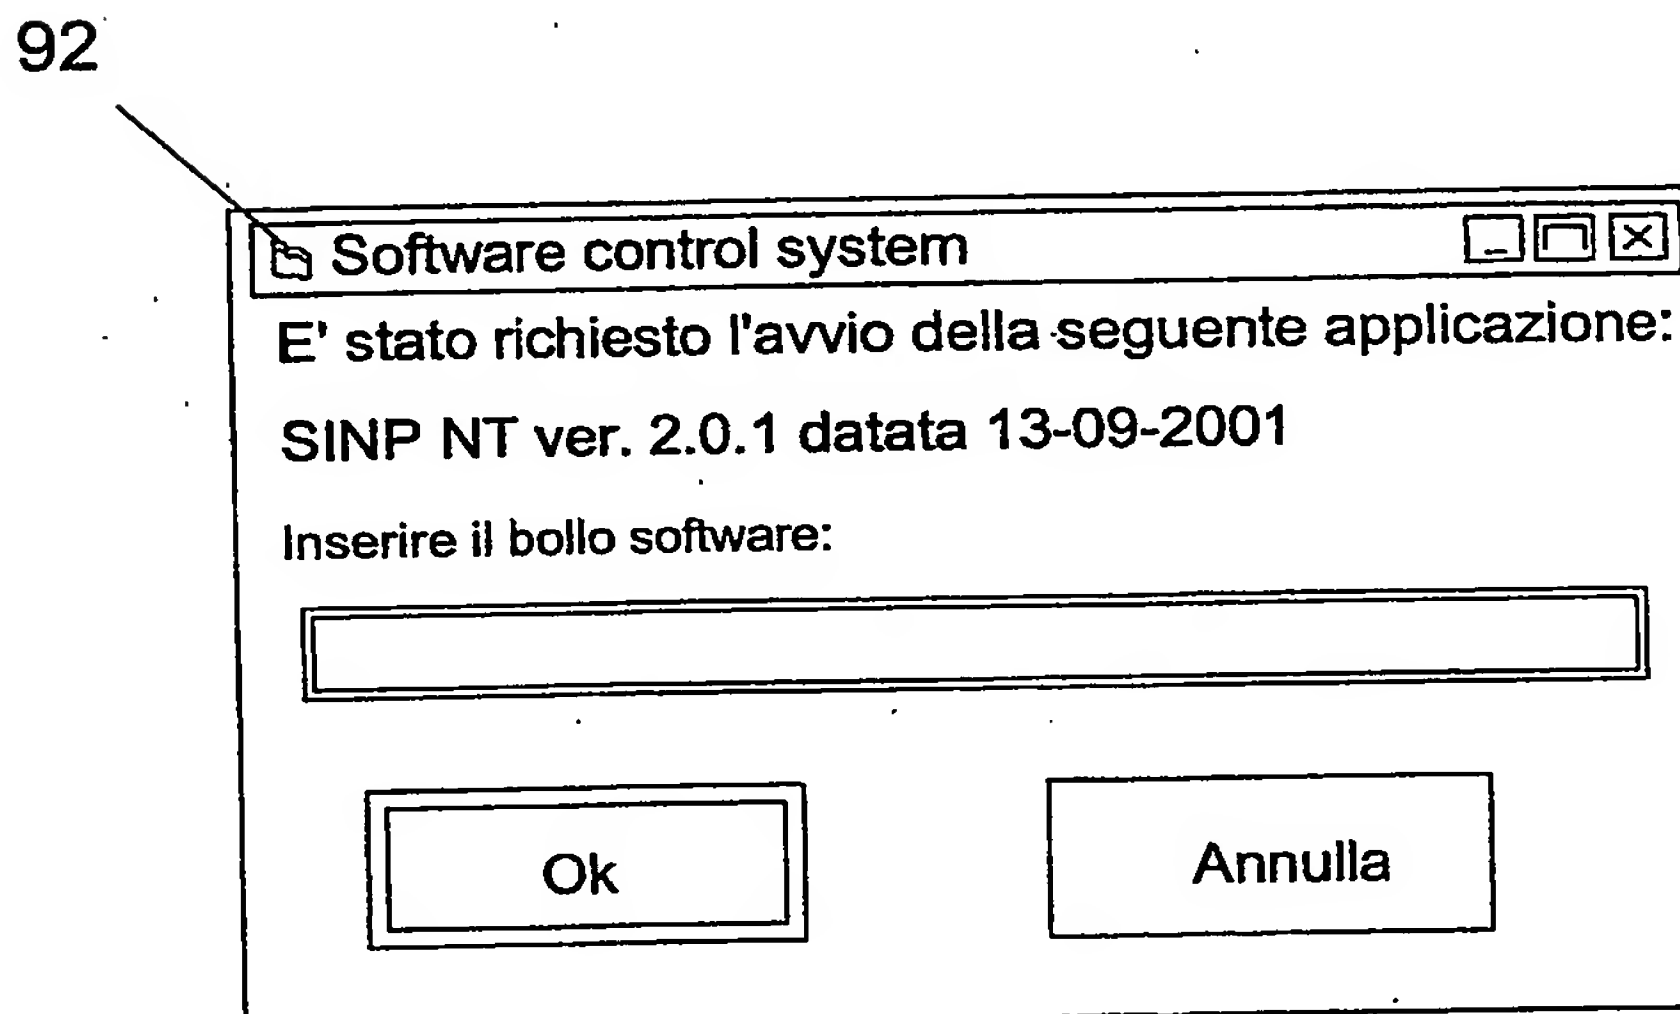 92
Software control system
E' stato richiesto l'avvio della seguente applicazione:
SINP NT ver. 2.0.1 datata 13-09-2001
Inserire il bollo software:
Ok
Annulla